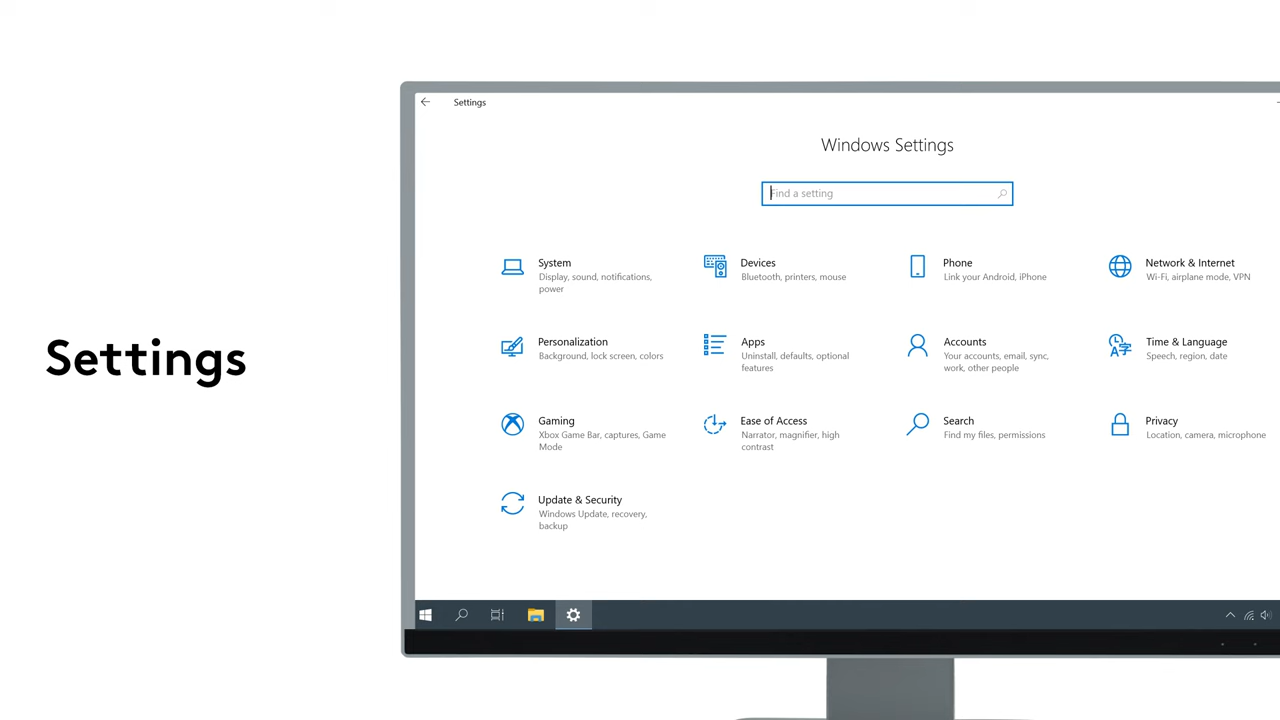 Settings
Settings
Windows Settings
Find a setting
System
Display, sound, notifications,
power
Devices
Bluetooth, printers, mouse
Phone
Link your Android, iPhone
Network & Internet
Wi-Fi, airplane mode, VPN
Personalization
Background, lock screen, colors
Apps
Uninstall, defaults, optional
features
Accounts
Your accounts, email, sync,
work, other people
Time & Language
Speech, region, date
Gaming
Xbox Game Bar, captures, Game
Mode
Ease of Access
Narrator, magnifier, high
contrast
Search
Find my files, permissions
Privacy
Location, camera, microphone
Update & Security
Windows Update, recovery,
backup